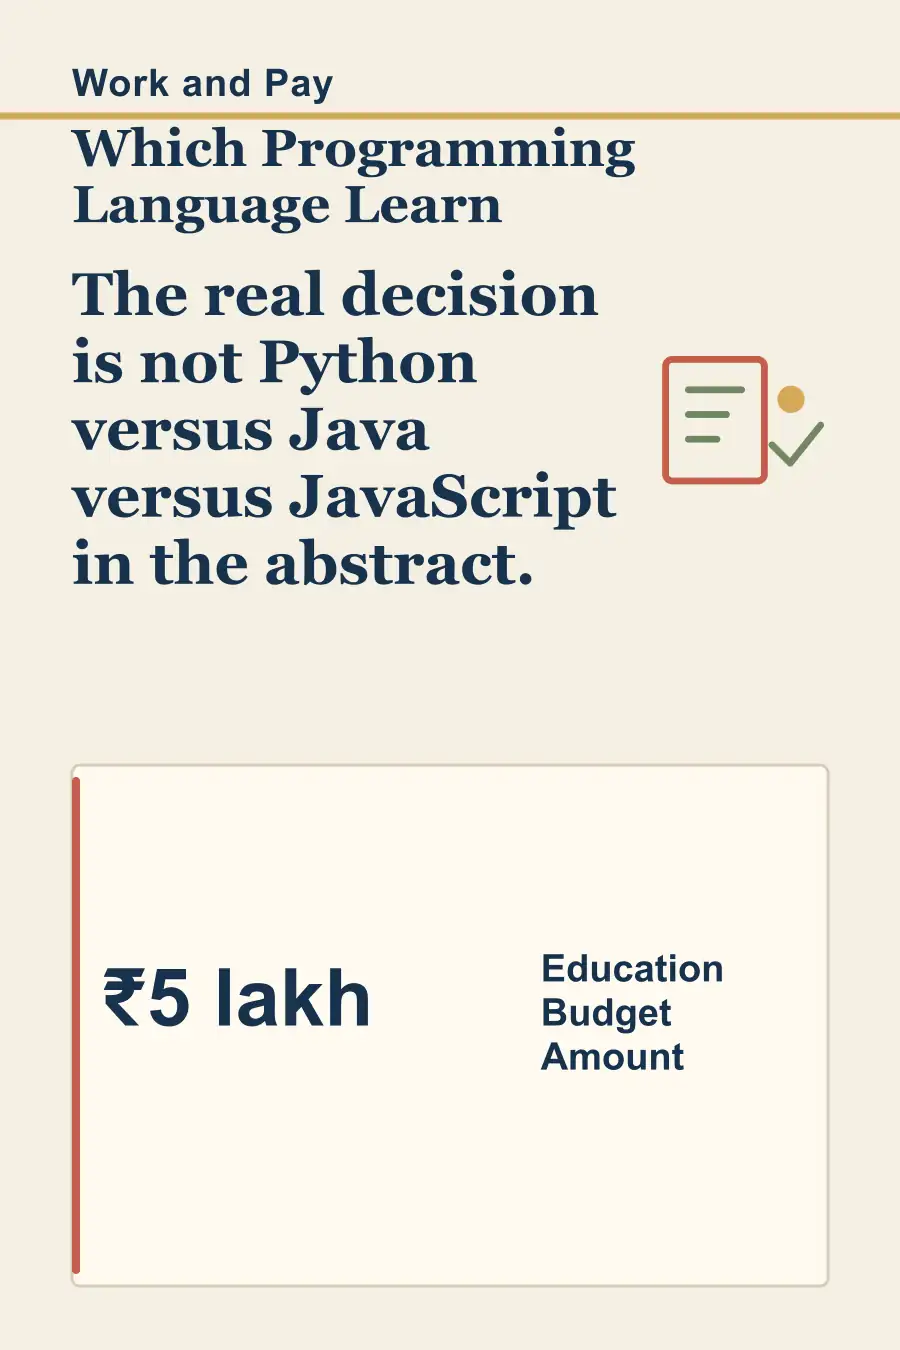 Work and Pay
Which Programming
Language Learn
The real decision
is not Python
versus Java
versus JavaScript
in the abstract.
₹5 lakh
Education
Budget
Amount